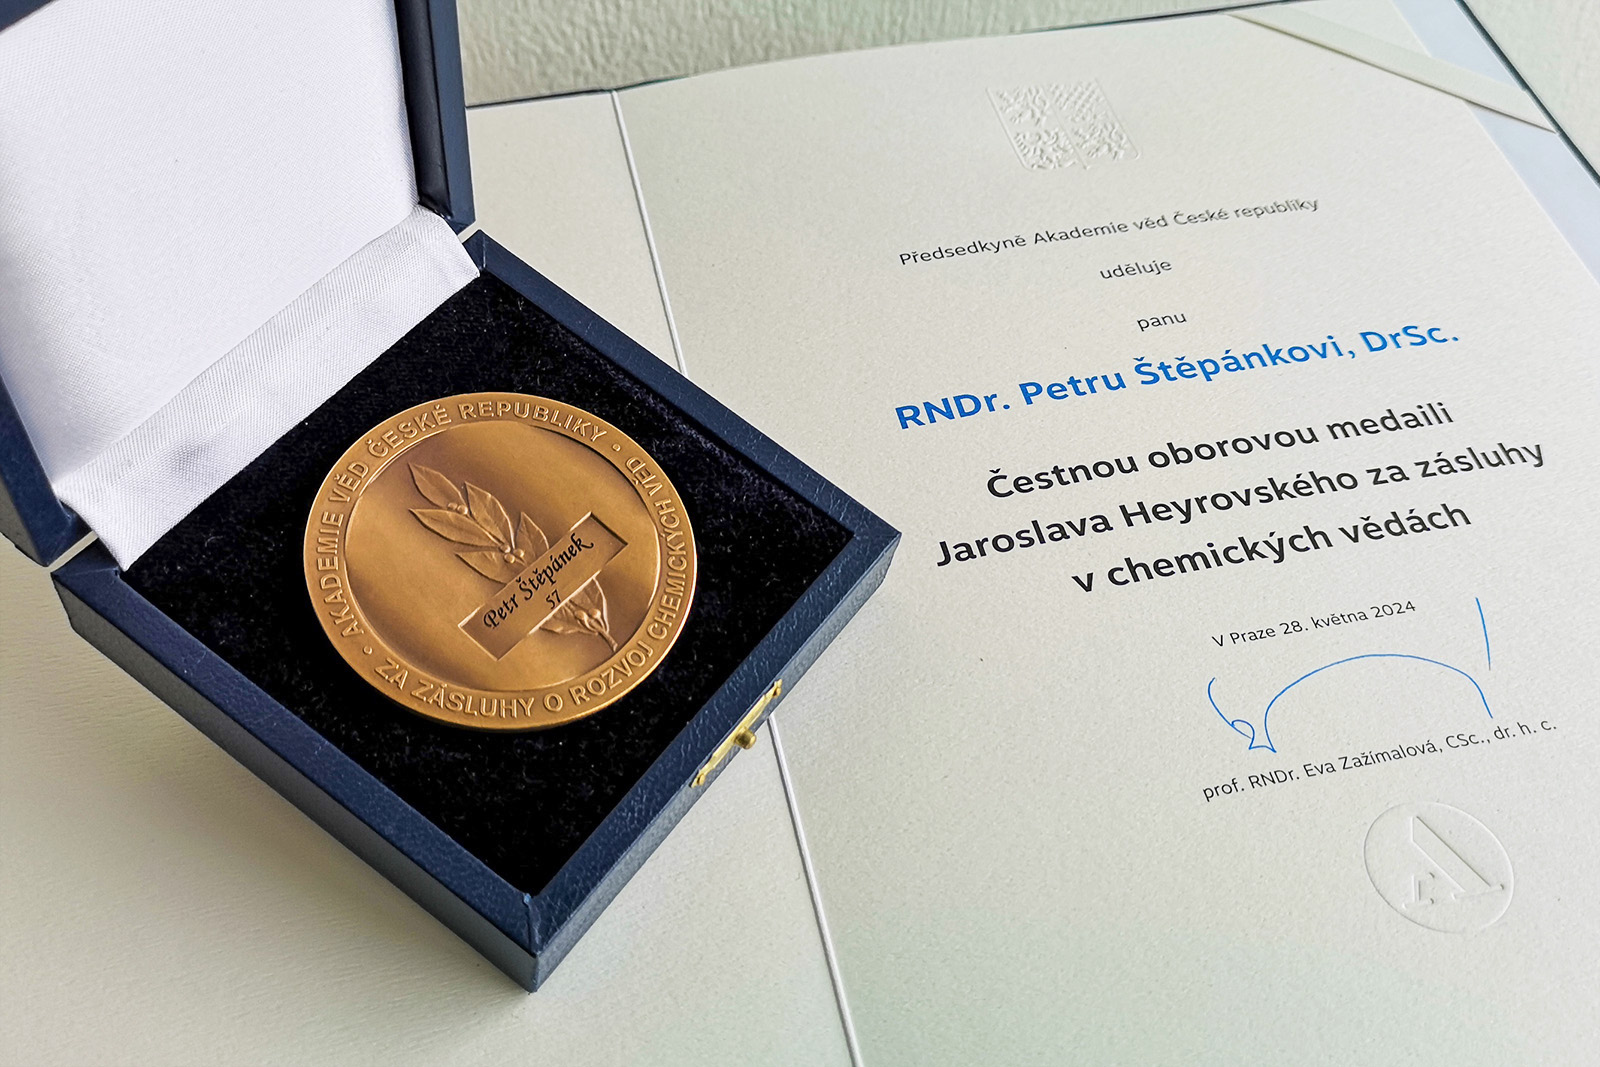 AKADEMIE VĚD ČESKÉ REPUBLIKY •
ZA ZÁSLUHY O ROZVOJ CHEMICKÝCH VĚD •
Petr Štěpánek
57
Předsedkyně Akademie věd České republiky
uděluje
panu
RNDr. Petru Štěpánkovi, DrSc.
Čestnou oborovou medaili
Jaroslava Heyrovského za zásluhy
v chemických vědách
V Praze 28. května 2024
prof. RNDr. Eva Zažímalová, CSc., dr. h. c.
A